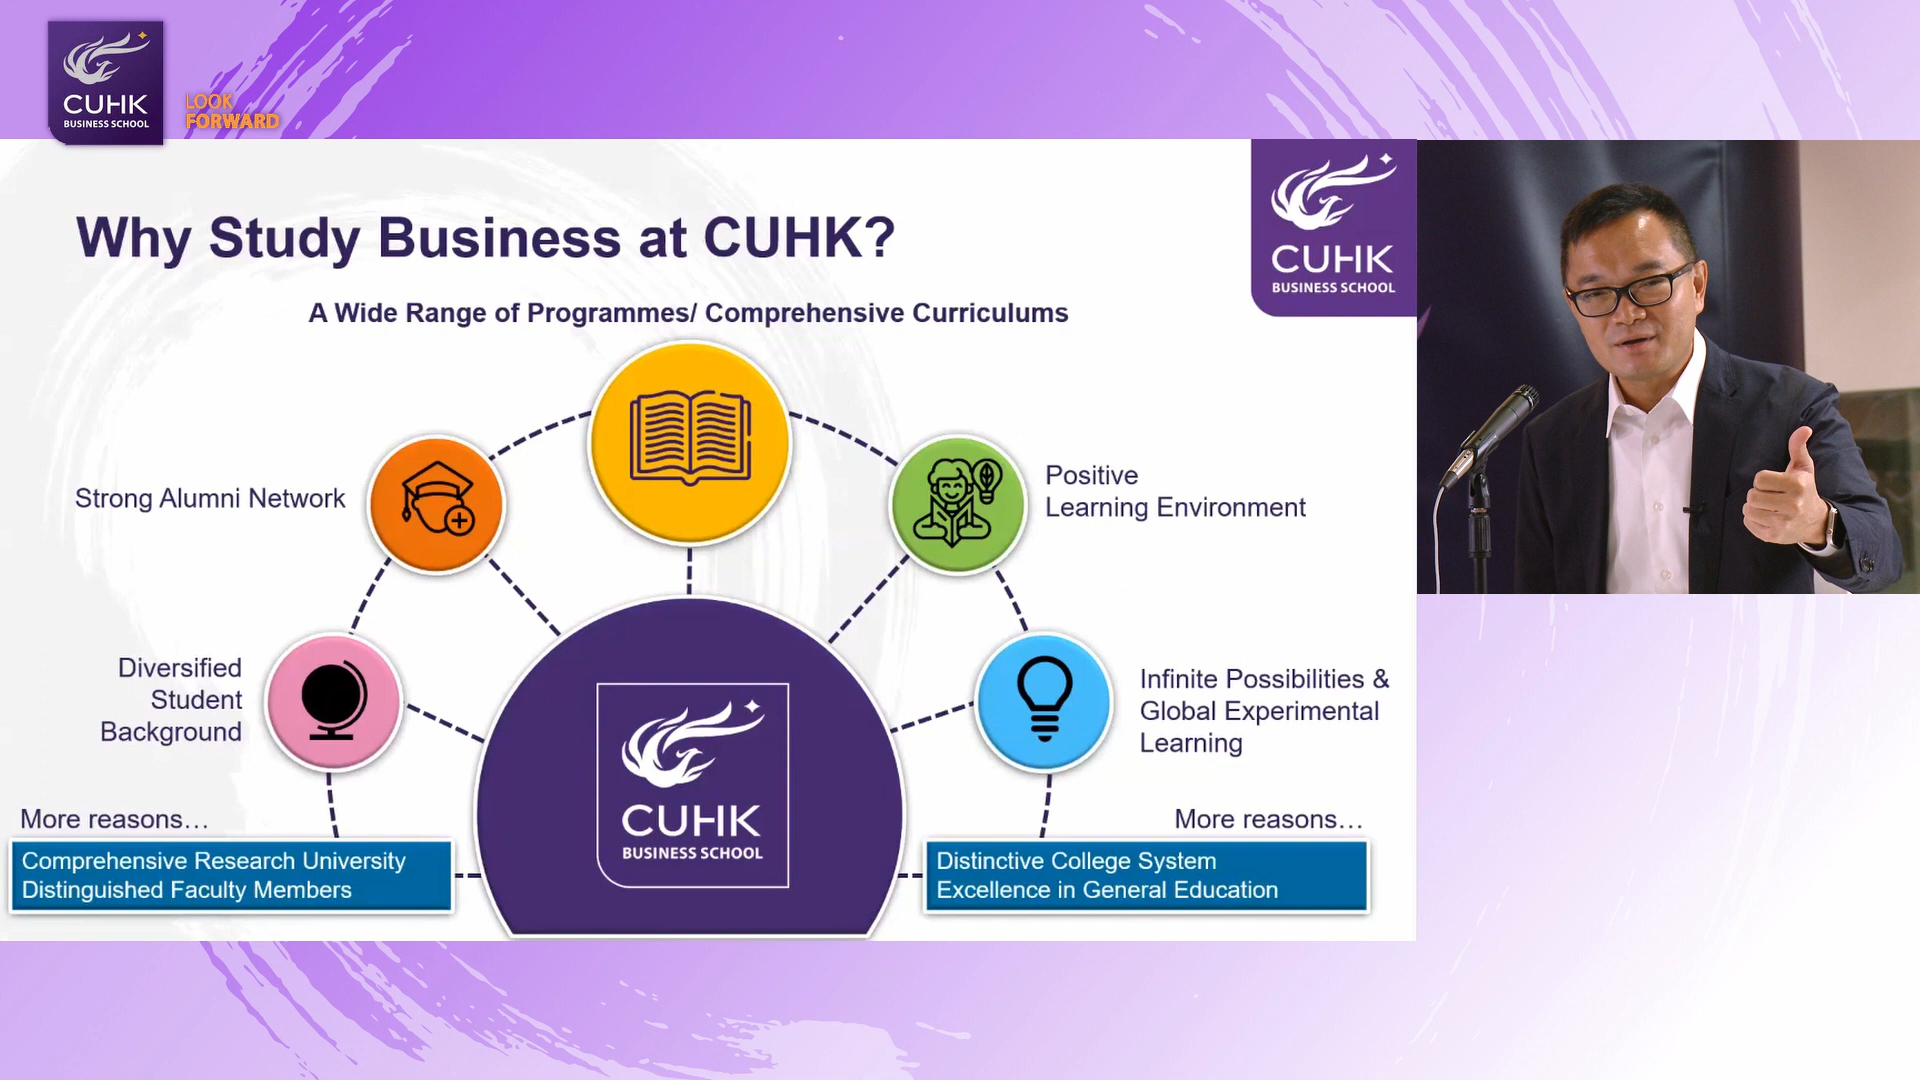 CUHK
BUSINESS SCHOOL
LOOK
FORWARD
CUHK
BUSINESS SCHOOL
Why Study Business at CUHK?
A Wide Range of Programmes/ Comprehensive Curriculums
Strong Alumni Network
Positive
Learning Environment
Diversified
Student
Background
Infinite Possibilities &
Global Experimental
Learning
More reasons…
Comprehensive Research University
Distinguished Faculty Members
CUHK
BUSINESS SCHOOL
More reasons…
Distinctive College System
Excellence in General Education